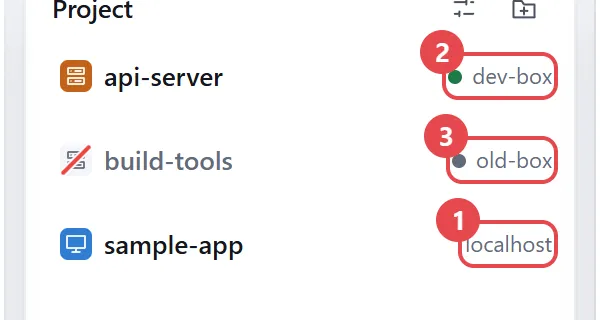 Project
2
api-server dev-box
3
build-tools old-box
1
sample-app localhost